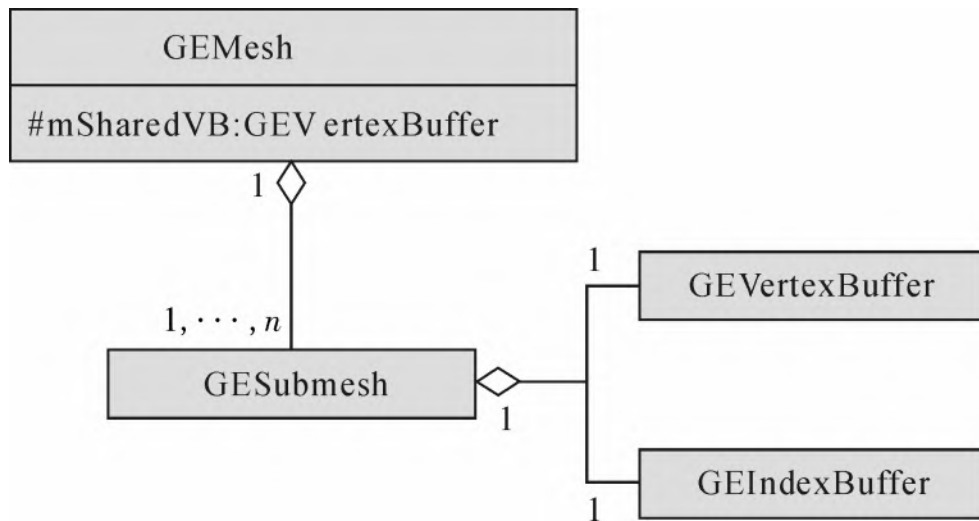 GEMesh
#mSharedVB:GEV ertexBuffer
1
1
GEVertexBuffer
1, · · · , n
GESubmesh
1
GEIndexBuffer
1